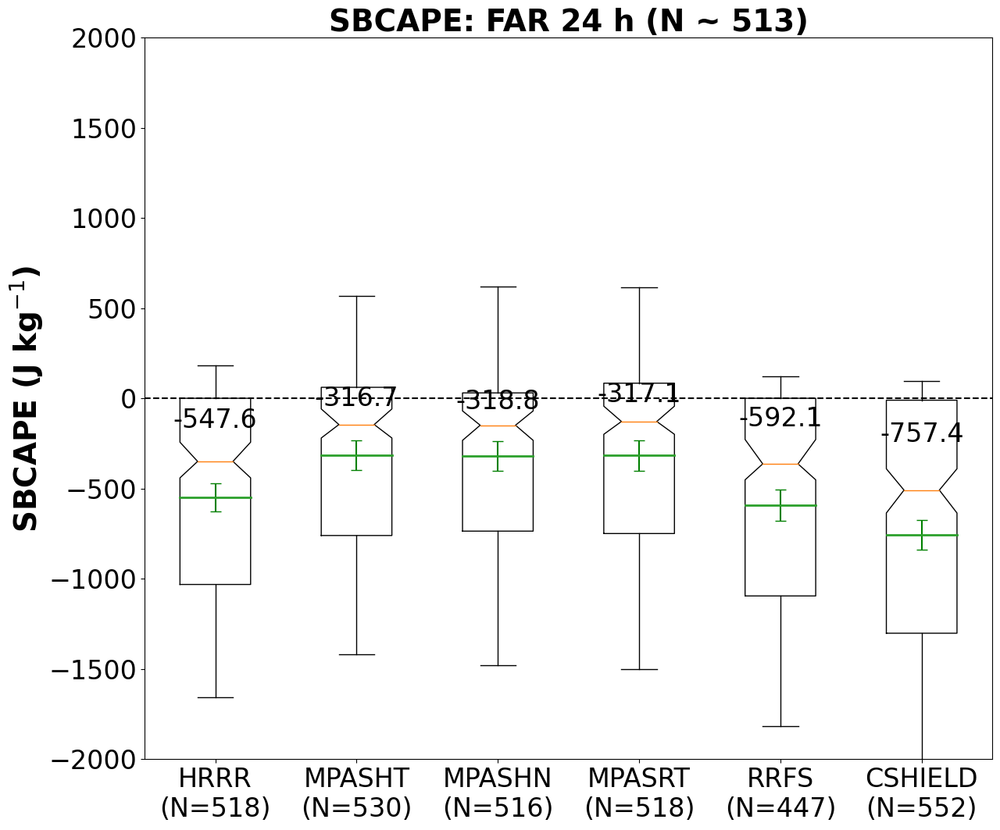 SBCAPE: FAR 24 h (N ~ 513)
SBCAPE (J kg⁻¹)
2000
1500
1000
500
0
−500
−1000
−1500
−2000
-547.6
-316.7
-318.8
-317.1
-592.1
-757.4
HRRR
(N=518)
MPASHT
(N=530)
MPASHN
(N=516)
MPASRT
(N=518)
RRFS
(N=447)
CSHIELD
(N=552)